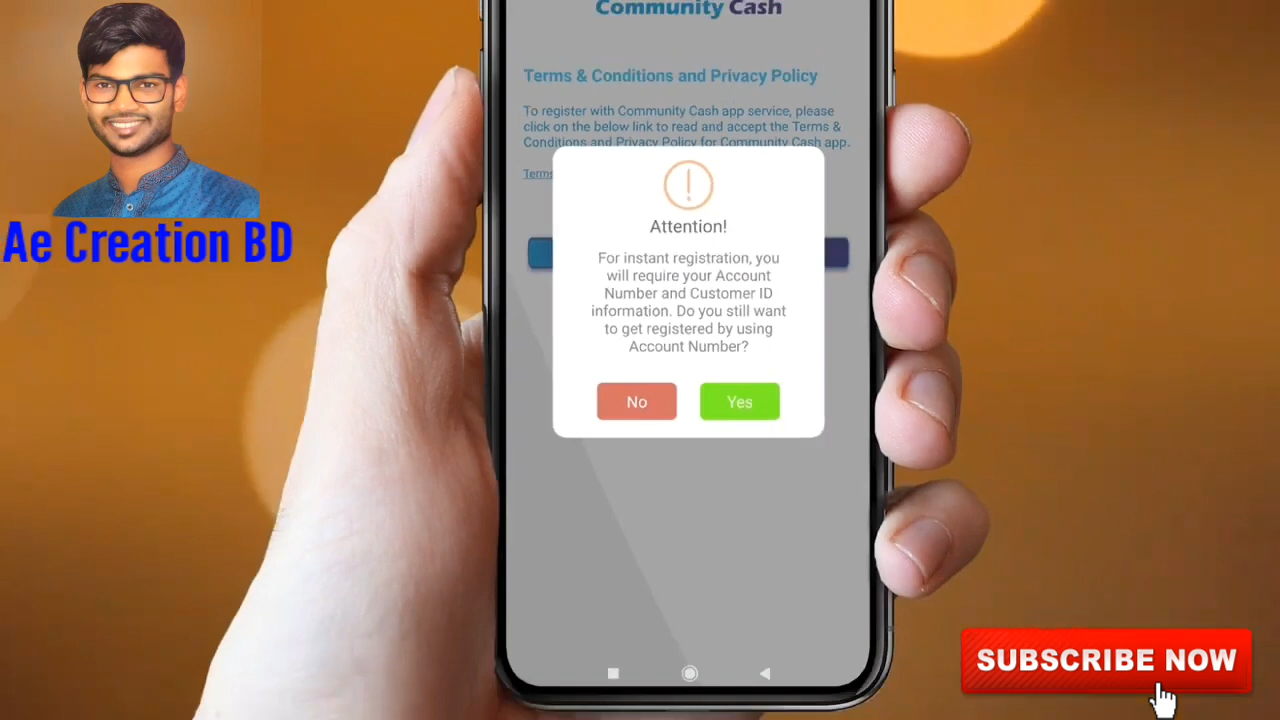 Community Cash
Terms & Conditions and Privacy Policy
To register with Community Cash app service, please
click on the below link to read and accept the Terms &
Conditions and Privacy Policy for Community Cash app.
Terms
Attention!
For instant registration, you
will require your Account
Number and Customer ID
information. Do you still want
to get registered by using
Account Number?
No
Yes
Ae Creation BD
SUBSCRIBE NOW